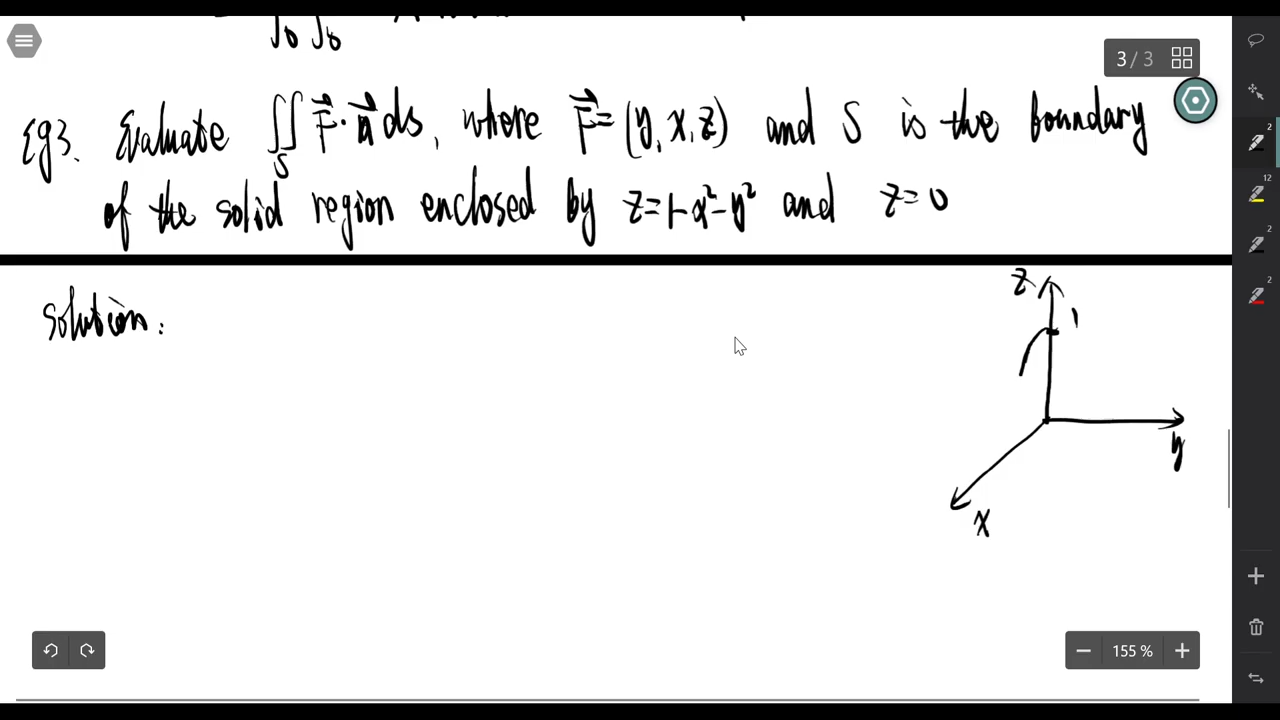 3 / 3
Eg3. Evaluate ∬_S F⃗·n⃗ ds, where F⃗=(y, x, z) and S is the boundary
of the solid region enclosed by z=1-x²-y² and z=0
Solution:
z
1
y
x
155 %